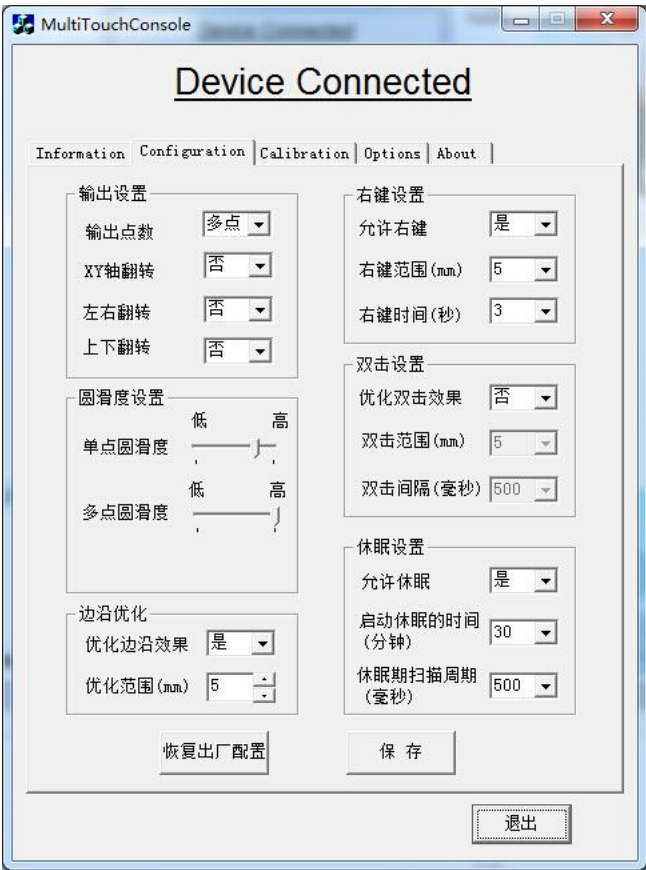 MultiTouchConsole
Device Connected
Information Configuration Calibration Options About
输出设置
输出点数 多点
XY轴翻转 否
左右翻转 否
上下翻转 否
圆滑度设置
低 高
单点圆滑度
低 高
多点圆滑度
边沿优化
优化边沿效果 是
优化范围(mm) 5
右键设置
允许右键 是
右键范围(mm) 5
右键时间(秒) 3
双击设置
优化双击效果 否
双击范围(mm) 5
双击间隔(毫秒) 500
休眠设置
允许休眠 是
启动休眠的时间
(分钟) 30
休眠期扫描周期
(毫秒) 500
恢复出厂配置 保 存
退出